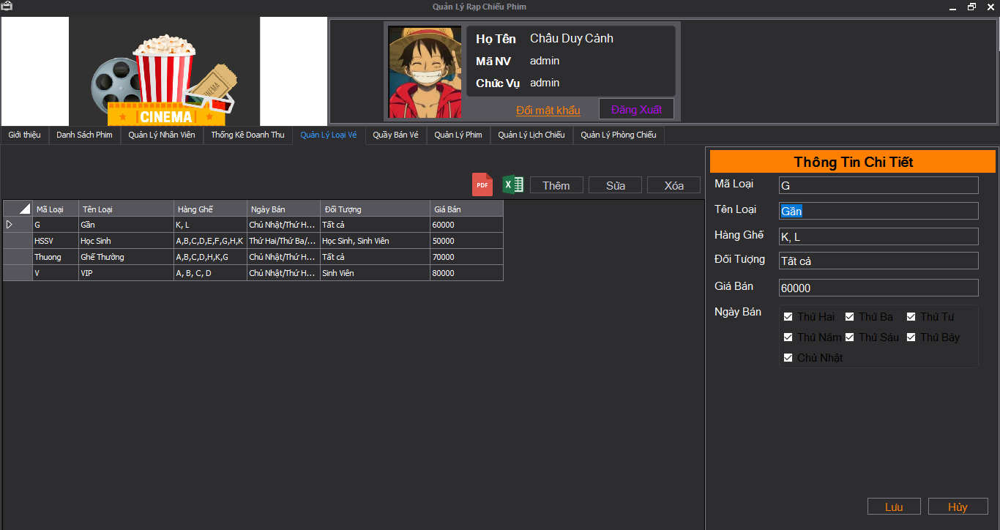 Quản Lý Rạp Chiếu Phim
CINEMA
CINEMA
Họ Tên Châu Duy Cảnh
Mã NV admin
Chức Vụ admin
Đổi mật khẩu Đăng Xuất
Giới thiệu Danh Sách Phim Quản Lý Nhân Viên Thống Kê Doanh Thu Quản Lý Loại Vé Quầy Bán Vé Quản Lý Phim Quản Lý Lịch Chiếu Quản Lý Phòng Chiếu
PDF X Thêm Sửa Xóa
Mã Loại Tên Loại Hàng Ghế Ngày Bán Đối Tượng Giá Bán
G Gần K, L Chủ Nhật/Thứ H... Tất cả 60000
HSSV Học Sinh A,B,C,D,E,F,G,H,K Thứ Hai/Thứ Ba/... Học Sinh, Sinh Viên 50000
Thuong Ghế Thường A,B,C,D,H,K,G Chủ Nhật/Thứ H... Tất cả 70000
V VIP A, B, C, D Chủ Nhật/Thứ H... Sinh Viên 80000
Thông Tin Chi Tiết
Mã Loại G
Tên Loại Gần
Hàng Ghế K, L
Đối Tượng Tất cả
Giá Bán 60000
Ngày Bán
Thứ Hai Thứ Ba Thứ Tư
Thứ Năm Thứ Sáu Thứ Bảy
Chủ Nhật
Lưu Hủy